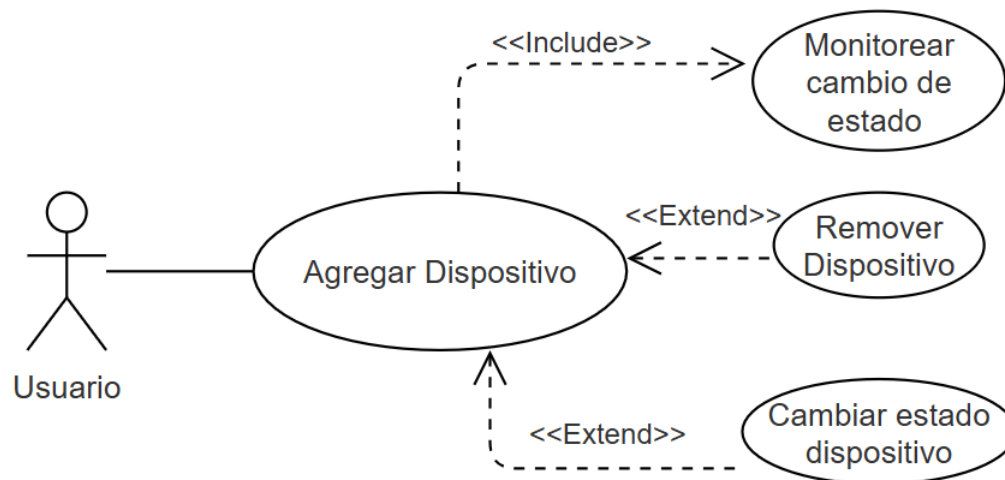 <<Include>>
Monitorear
cambio de
estado
<<Extend>>
Remover
Dispositivo
Agregar Dispositivo
Usuario
<<Extend>>
Cambiar estado
dispositivo